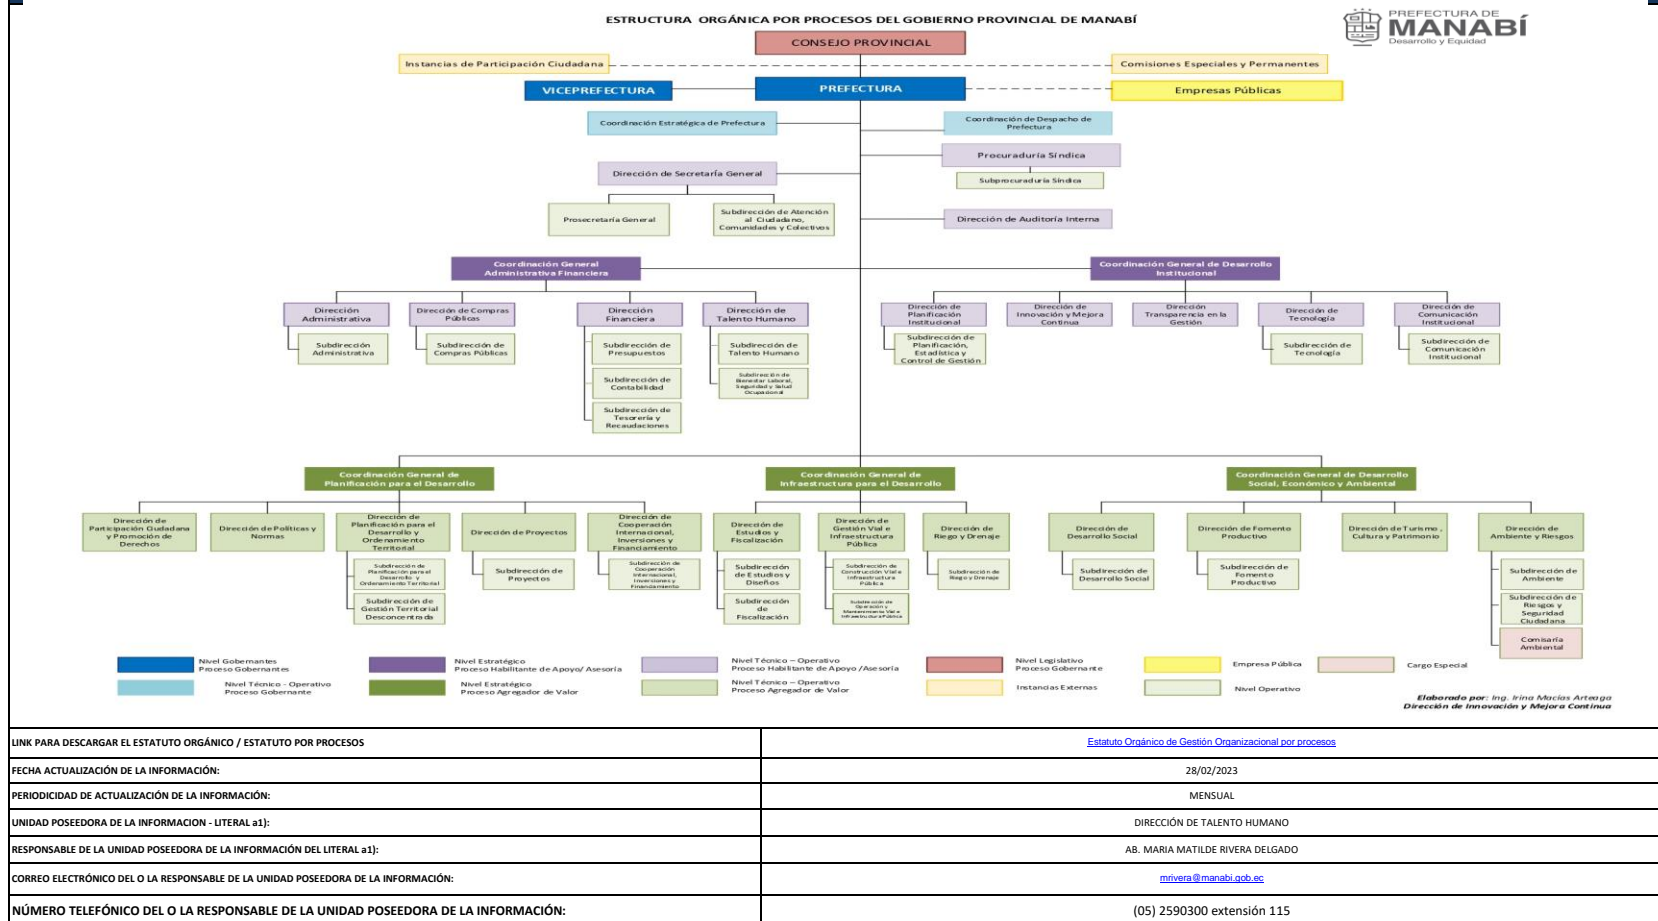 ESTRUCTURA ORGÁNICA POR PROCESOS DEL GOBIERNO PROVINCIAL DE MANABÍ
PREFECTURA DE
MANABÍ
Desarrollo y Equidad
CONSEJO PROVINCIAL
Instancias de Participación Ciudadana
Comisiones Especiales y Permanentes
VICEPREFECTURA
PREFECTURA
Empresas Públicas
Coordinación Estratégica de Prefectura
Coordinación de Despacho de
Prefectura
Procuraduría Síndica
Subprocuraduría Síndica
Dirección de Secretaría General
Prosecretaría General
Subdirección de Atención
al Ciudadano,
Comunidades y Colectivos
Dirección de Auditoría Interna
Coordinación General
Administrativa Financiera
Coordinación General de Desarrollo
Institucional
Dirección
Administrativa
Dirección de Compras
Públicas
Dirección
Financiera
Dirección de
Talento Humano
Dirección de
Planificación
Institucional
Dirección de
Innovación y Mejora
Continua
Dirección
Transparencia en la
Gestión
Dirección de
Tecnología
Dirección de
Comunicación
Institucional
Subdirección
Administrativa
Subdirección de
Compras Públicas
Subdirección de
Presupuestos
Subdirección de
Talento Humano
Subdirección de
Planificación,
Estadística y
Control de Gestión
Subdirección de
Tecnología
Subdirección de
Comunicación
Institucional
Subdirección de
Contabilidad
Subdirección de
Bienestar Laboral,
Seguridad y Salud
Ocupacional
Subdirección de
Tesorería y
Recaudaciones
Coordinación General de
Planificación para el Desarrollo
Coordinación General de
Infraestructura para el Desarrollo
Coordinación General de Desarrollo
Social, Económico y Ambiental
Dirección de
Participación Ciudadana
y Promoción de
Derechos
Dirección de Políticas y
Normas
Dirección de
Planificación para el
Desarrollo y
Ordenamiento
Territorial
Dirección de Proyectos
Dirección de
Cooperación
Internacional,
Inversiones y
Financiamiento
Dirección de
Estudios y
Fiscalización
Dirección de
Gestión Vial e
Infraestructura
Pública
Dirección de
Riego y Drenaje
Dirección de
Desarrollo Social
Dirección de Fomento
Productivo
Dirección de Turismo,
Cultura y Patrimonio
Dirección de
Ambiente y Riesgos
Subdirección de
Planificación para el
Desarrollo y
Ordenamiento Territorial
Subdirección de
Proyectos
Subdirección de
Cooperación
Internacional,
Inversiones y
Financiamiento
Subdirección
de Estudios y
Diseños
Subdirección de
Construcción Vial e
Infraestructura
Pública
Subdirección de
Riego y Drenaje
Subdirección de
Desarrollo Social
Subdirección de
Fomento
Productivo
Subdirección de
Ambiente
Subdirección de
Gestión Territorial
Desconcentrada
Subdirección
de
Fiscalización
Subdirección de
Operación y
Mantenimiento Vial e
Infraestructura Pública
Subdirección de
Riesgos y
Seguridad
Ciudadana
Comisaría
Ambiental
Nivel Gobernantes
Proceso Gobernantes
Nivel Estratégico
Proceso Habilitante de Apoyo/ Asesoría
Nivel Técnico – Operativo
Proceso Habilitante de Apoyo /Asesoría
Nivel Legislativo
Proceso Gobernante
Empresa Pública
Cargo Especial
Nivel Técnico - Operativo
Proceso Gobernante
Nivel Estratégico
Proceso Agregador de Valor
Nivel Técnico – Operativo
Proceso Agregador de Valor
Instancias Externas
Nivel Operativo
Elaborado por: Ing. Irina Macías Arteaga
Dirección de Innovación y Mejora Continua
LINK PARA DESCARGAR EL ESTATUTO ORGÁNICO / ESTATUTO POR PROCESOS
Estatuto Orgánico de Gestión Organizacional por procesos
FECHA ACTUALIZACIÓN DE LA INFORMACIÓN:
28/02/2023
PERIODICIDAD DE ACTUALIZACIÓN DE LA INFORMACIÓN:
MENSUAL
UNIDAD POSEEDORA DE LA INFORMACION - LITERAL a1):
DIRECCIÓN DE TALENTO HUMANO
RESPONSABLE DE LA UNIDAD POSEEDORA DE LA INFORMACIÓN DEL LITERAL a1):
AB. MARIA MATILDE RIVERA DELGADO
CORREO ELECTRÓNICO DEL O LA RESPONSABLE DE LA UNIDAD POSEEDORA DE LA INFORMACIÓN:
mrivera@manabi.gob.ec
NÚMERO TELEFÓNICO DEL O LA RESPONSABLE DE LA UNIDAD POSEEDORA DE LA INFORMACIÓN:
(05) 2590300 extensión 115